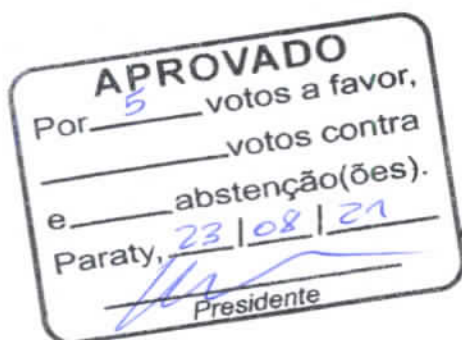 APROVADO
Por 5 votos a favor,
votos contra
e abstenção(ões).
Paraty, 23 | 08 | 21
Presidente